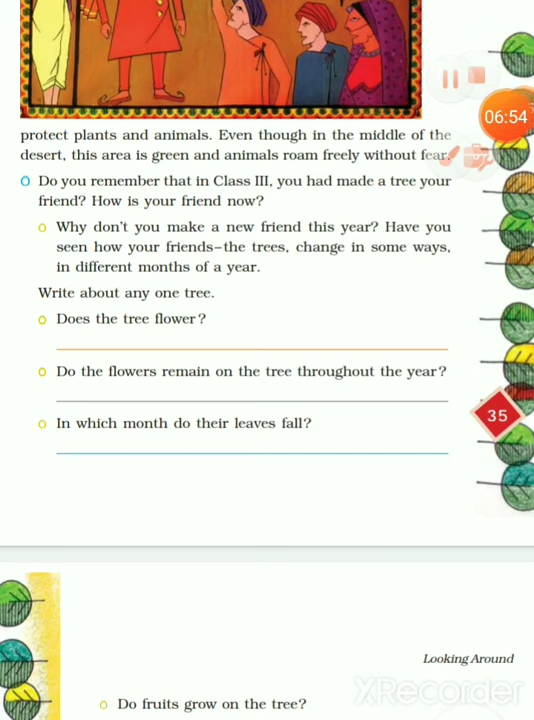 06:54
protect plants and animals. Even though in the middle of the
desert, this area is green and animals roam freely without fear.
Do you remember that in Class III, you had made a tree your
friend? How is your friend now?
Why don't you make a new friend this year? Have you
seen how your friends–the trees, change in some ways,
in different months of a year.
Write about any one tree.
Does the tree flower?
Do the flowers remain on the tree throughout the year?
35
In which month do their leaves fall?
Looking Around
XRecorder
Do fruits grow on the tree?